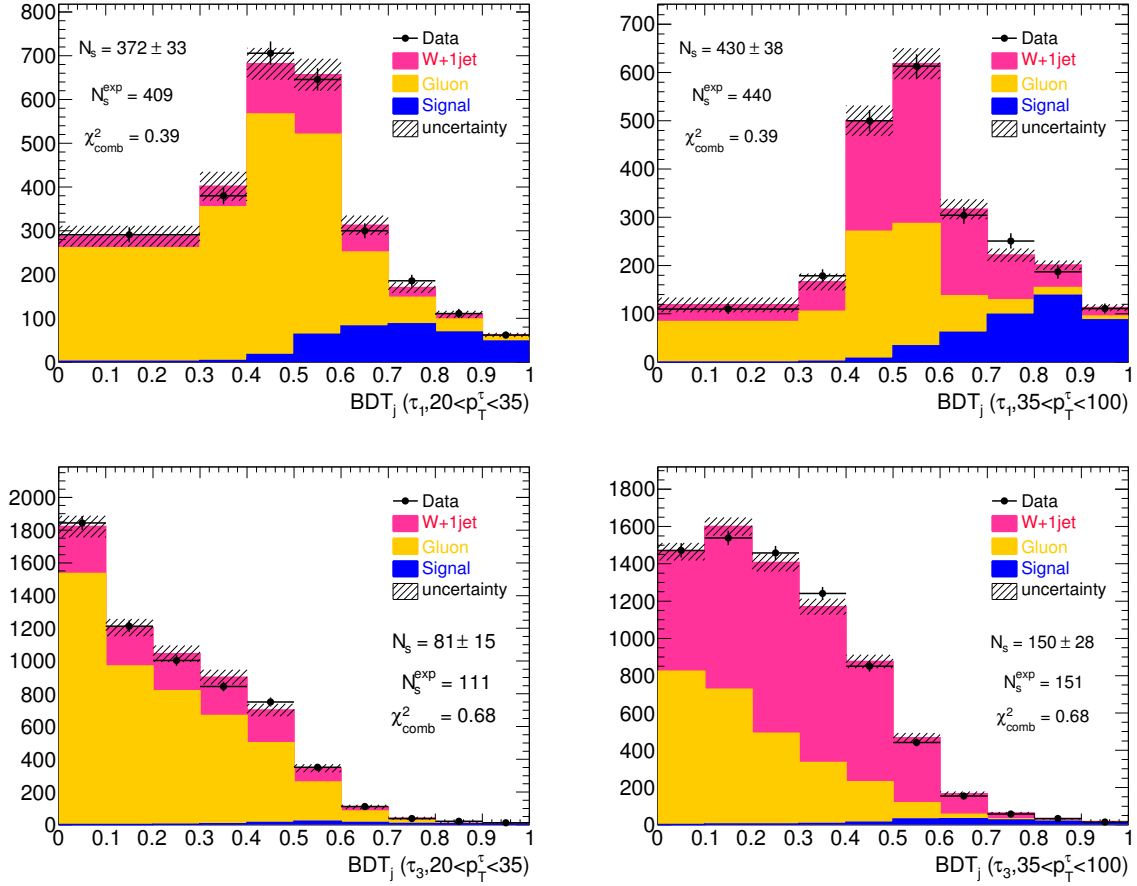 800
700
600
500
400
300
200
100
0
N_s = 372 ± 33
N_s^exp = 409
χ²_comb = 0.39
Data
W+1jet
Gluon
Signal
uncertainty
0 0.1 0.2 0.3 0.4 0.5 0.6 0.7 0.8 0.9 1
BDT_j (τ₁,20<p_T^τ<35)
700
600
500
400
300
200
100
0
N_s = 430 ± 38
N_s^exp = 440
χ²_comb = 0.39
Data
W+1jet
Gluon
Signal
uncertainty
0 0.1 0.2 0.3 0.4 0.5 0.6 0.7 0.8 0.9 1
BDT_j (τ₁,35<p_T^τ<100)
2000
1800
1600
1400
1200
1000
800
600
400
200
0
Data
W+1jet
Gluon
Signal
uncertainty
N_s = 81 ± 15
N_s^exp = 111
χ²_comb = 0.68
0 0.1 0.2 0.3 0.4 0.5 0.6 0.7 0.8 0.9 1
BDT_j (τ₃,20<p_T^τ<35)
1800
1600
1400
1200
1000
800
600
400
200
0
Data
W+1jet
Gluon
Signal
uncertainty
N_s = 150 ± 28
N_s^exp = 151
χ²_comb = 0.68
0 0.1 0.2 0.3 0.4 0.5 0.6 0.7 0.8 0.9 1
BDT_j (τ₃,35<p_T^τ<100)